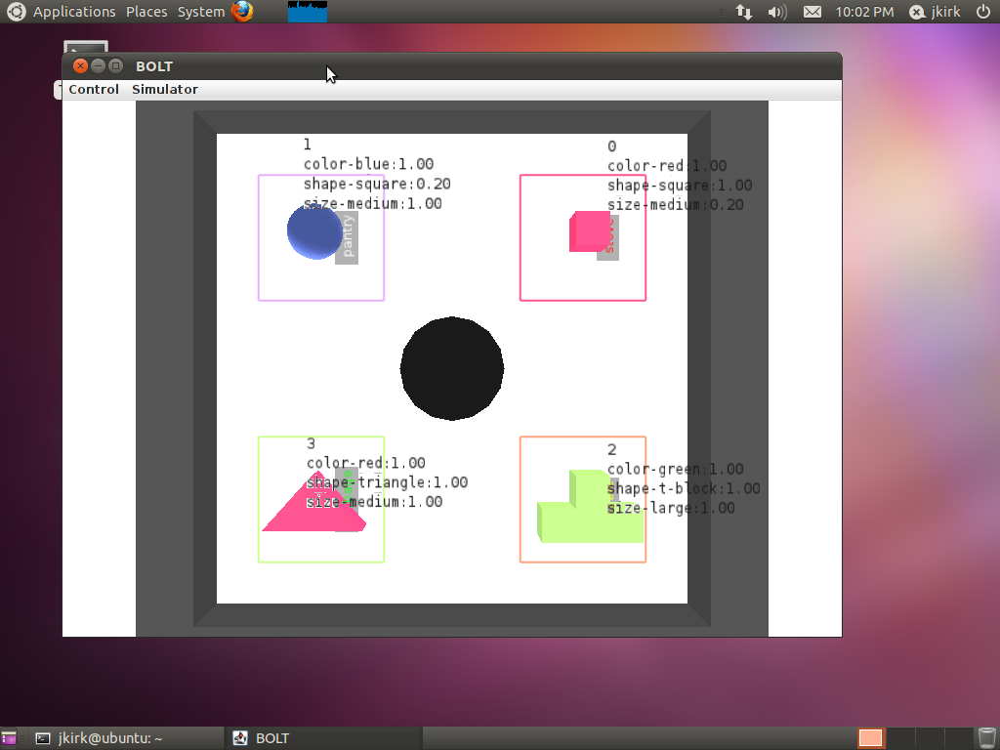 Applications Places System 10:02 PM jkirk
BOLT
Control Simulator
1
color-blue:1.00
shape-square:0.20
size-medium:1.00
pantry
0
color-red:1.00
shape-square:1.00
size-medium:0.20
stove
3
color-red:1.00
shape-triangle:1.00
size-medium:1.00
2
color-green:1.00
shape-t-block:1.00
size-large:1.00
jkirk@ubuntu: ~ BOLT